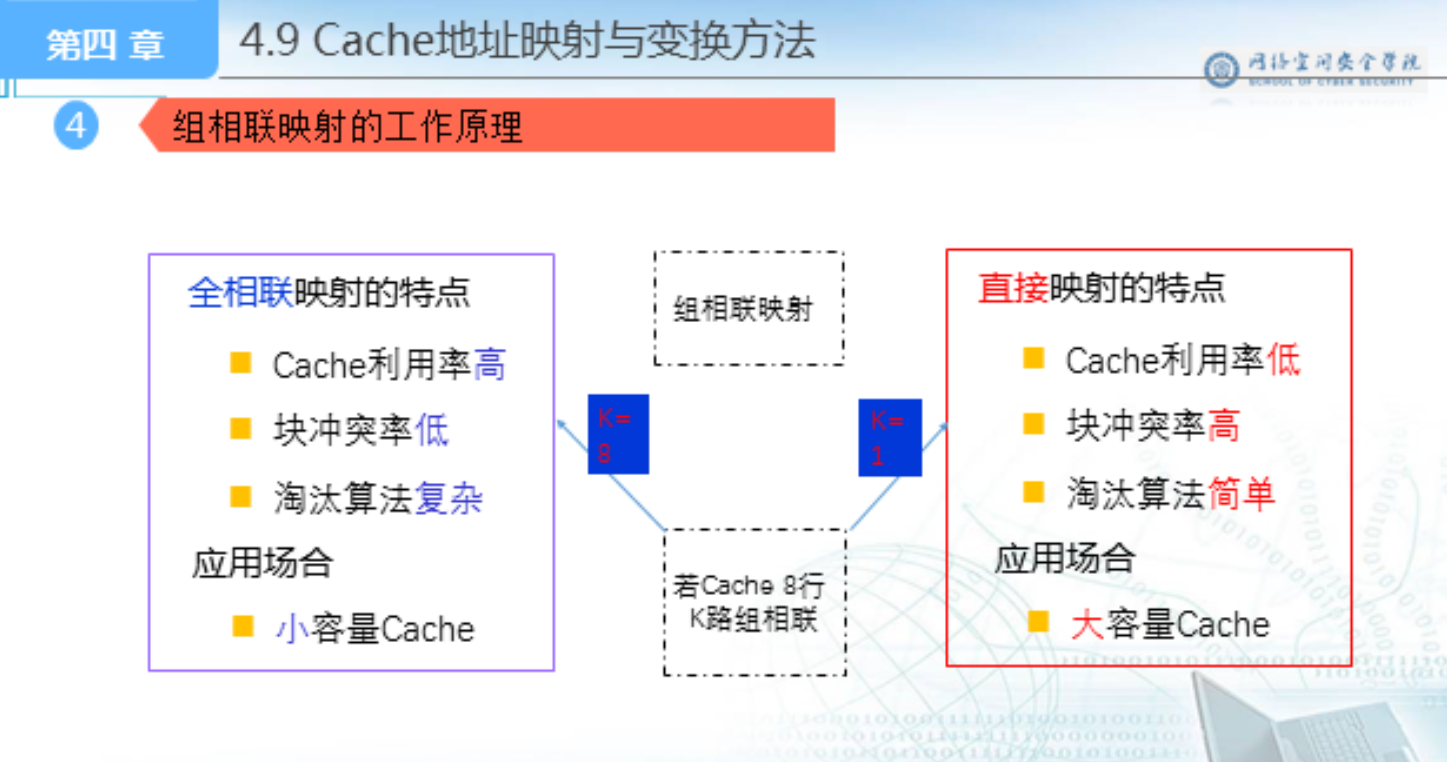 第四 章
4.9 Cache地址映射与变换方法
网络空间安全学院
SCHOOL OF CYBER SECURITY
4
组相联映射的工作原理
全相联映射的特点
Cache利用率高
块冲突率低
淘汰算法复杂
应用场合
小容量Cache
组相联映射
K=
8
K=
1
若Cache 8行
K路组相联
直接映射的特点
Cache利用率低
块冲突率高
淘汰算法简单
应用场合
大容量Cache